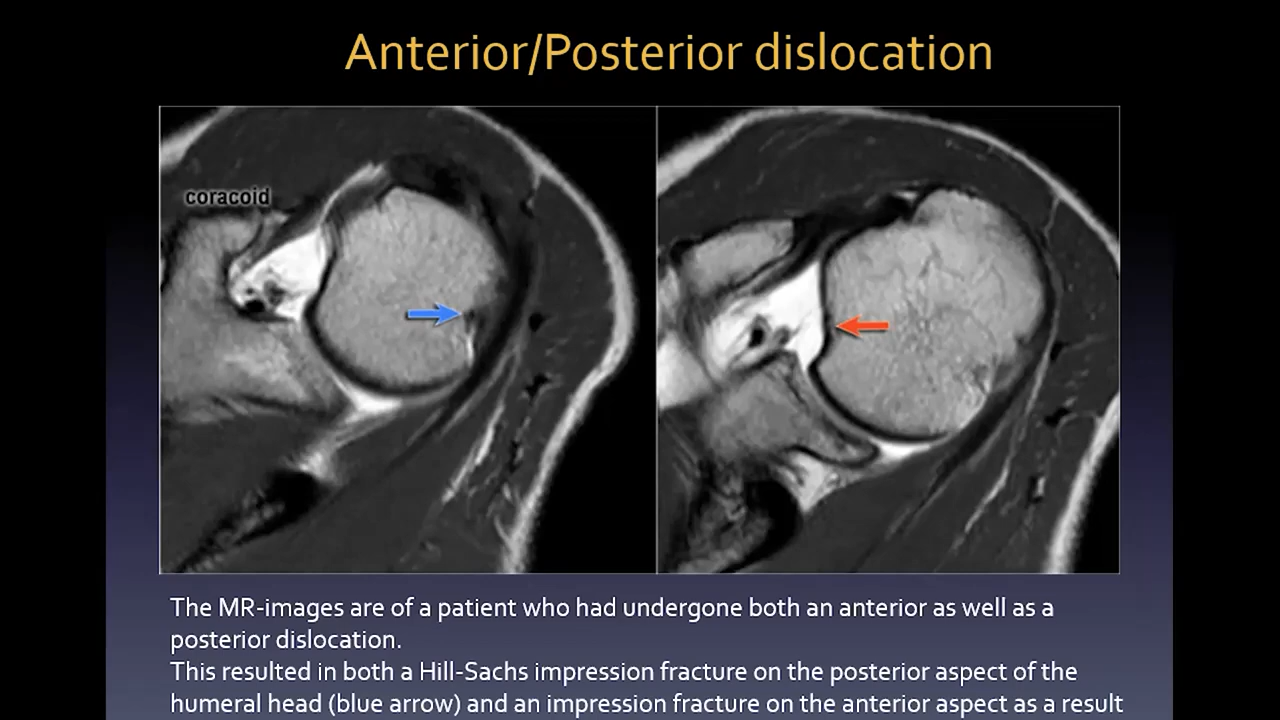 Anterior/Posterior dislocation
coracoid
The MR-images are of a patient who had undergone both an anterior as well as a
posterior dislocation.
This resulted in both a Hill-Sachs impression fracture on the posterior aspect of the
humeral head (blue arrow) and an impression fracture on the anterior aspect as a result